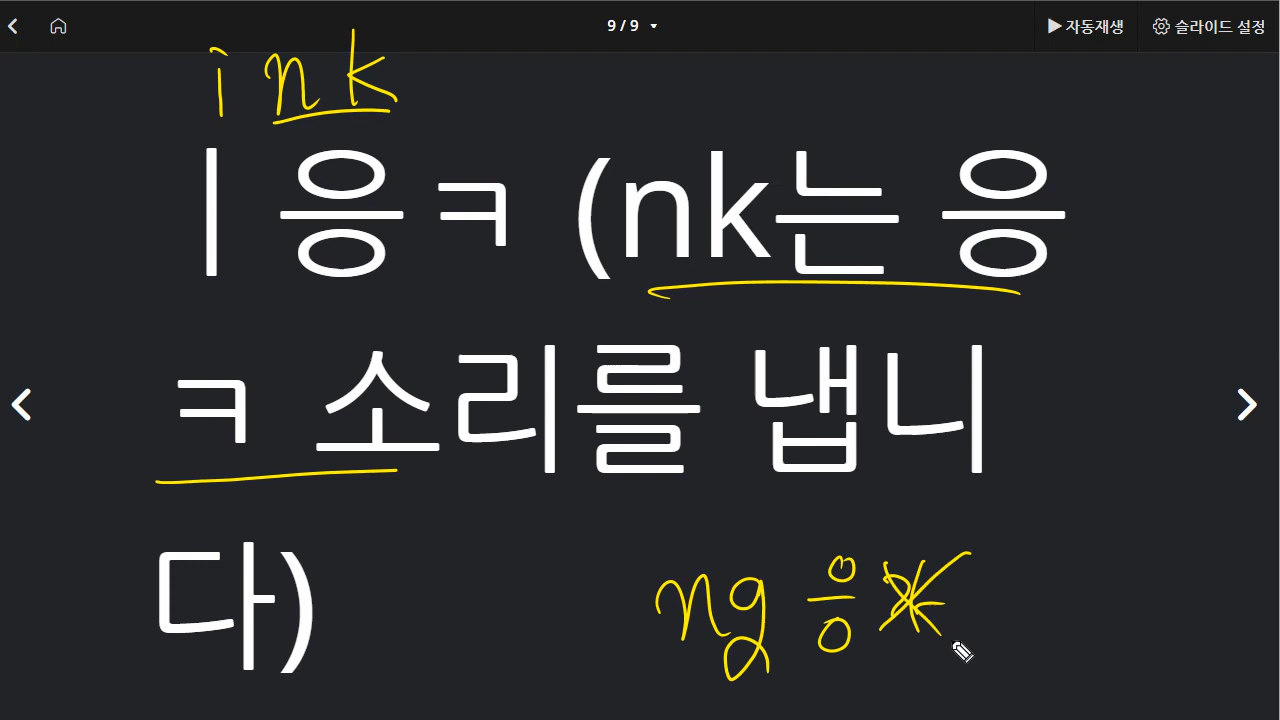 9 / 9
자동재생
슬라이드 설정
ink
ㅣ응ㅋ (nk는 응
ㅋ 소리를 냅니
다)
ng 응